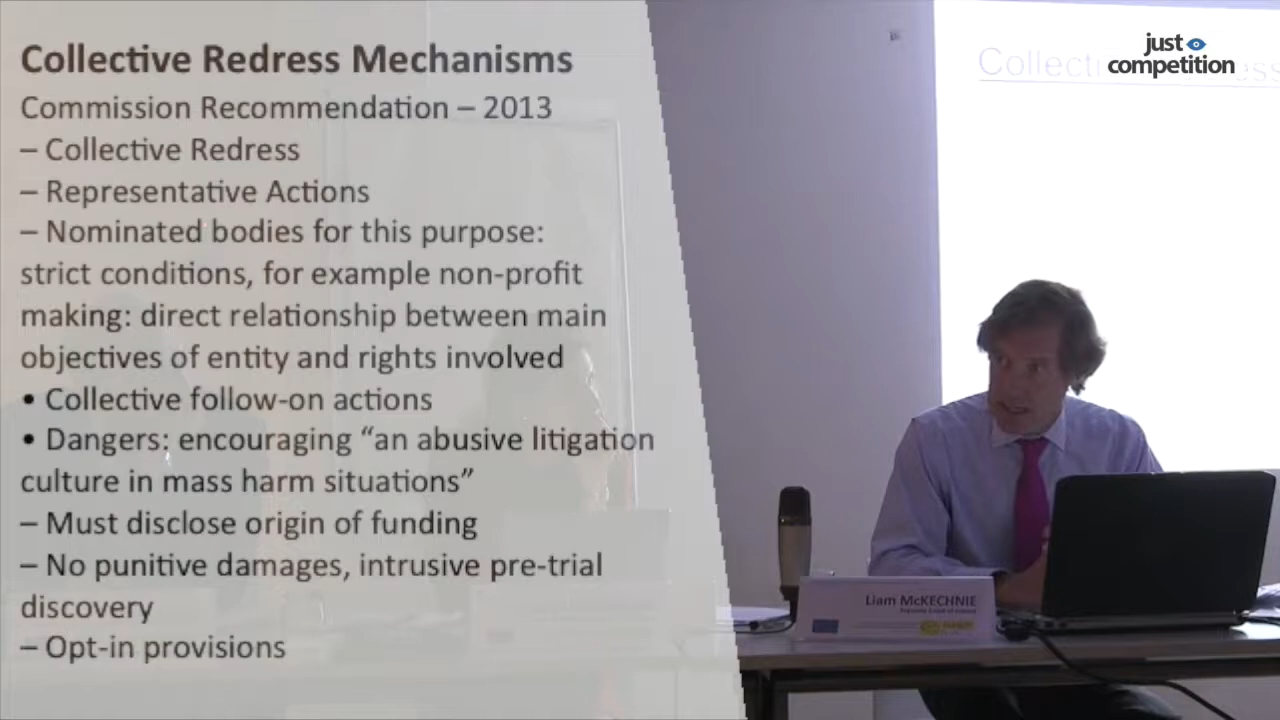 Collective Redress Mechanisms
Commission Recommendation – 2013
– Collective Redress
– Representative Actions
– Nominated bodies for this purpose:
strict conditions, for example non-profit
making: direct relationship between main
objectives of entity and rights involved
• Collective follow-on actions
• Dangers: encouraging “an abusive litigation
culture in mass harm situations”
– Must disclose origin of funding
– No punitive damages, intrusive pre-trial
discovery
– Opt-in provisions
just
competition
Liam McKECHNIE